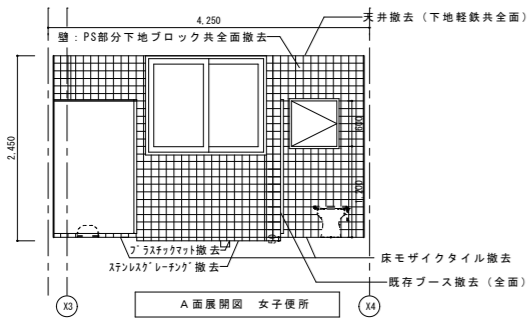 4,250
天井撤去（下地軽鉄共全面）
壁：PS部分下地ブロック共全面撤去
2,450
600
1,200
プラスチックマット撤去
ステンレスグレーチング撤去
床モザイクタイル撤去
既存ブース撤去（全面）
X3
A面展開図　女子便所
X4